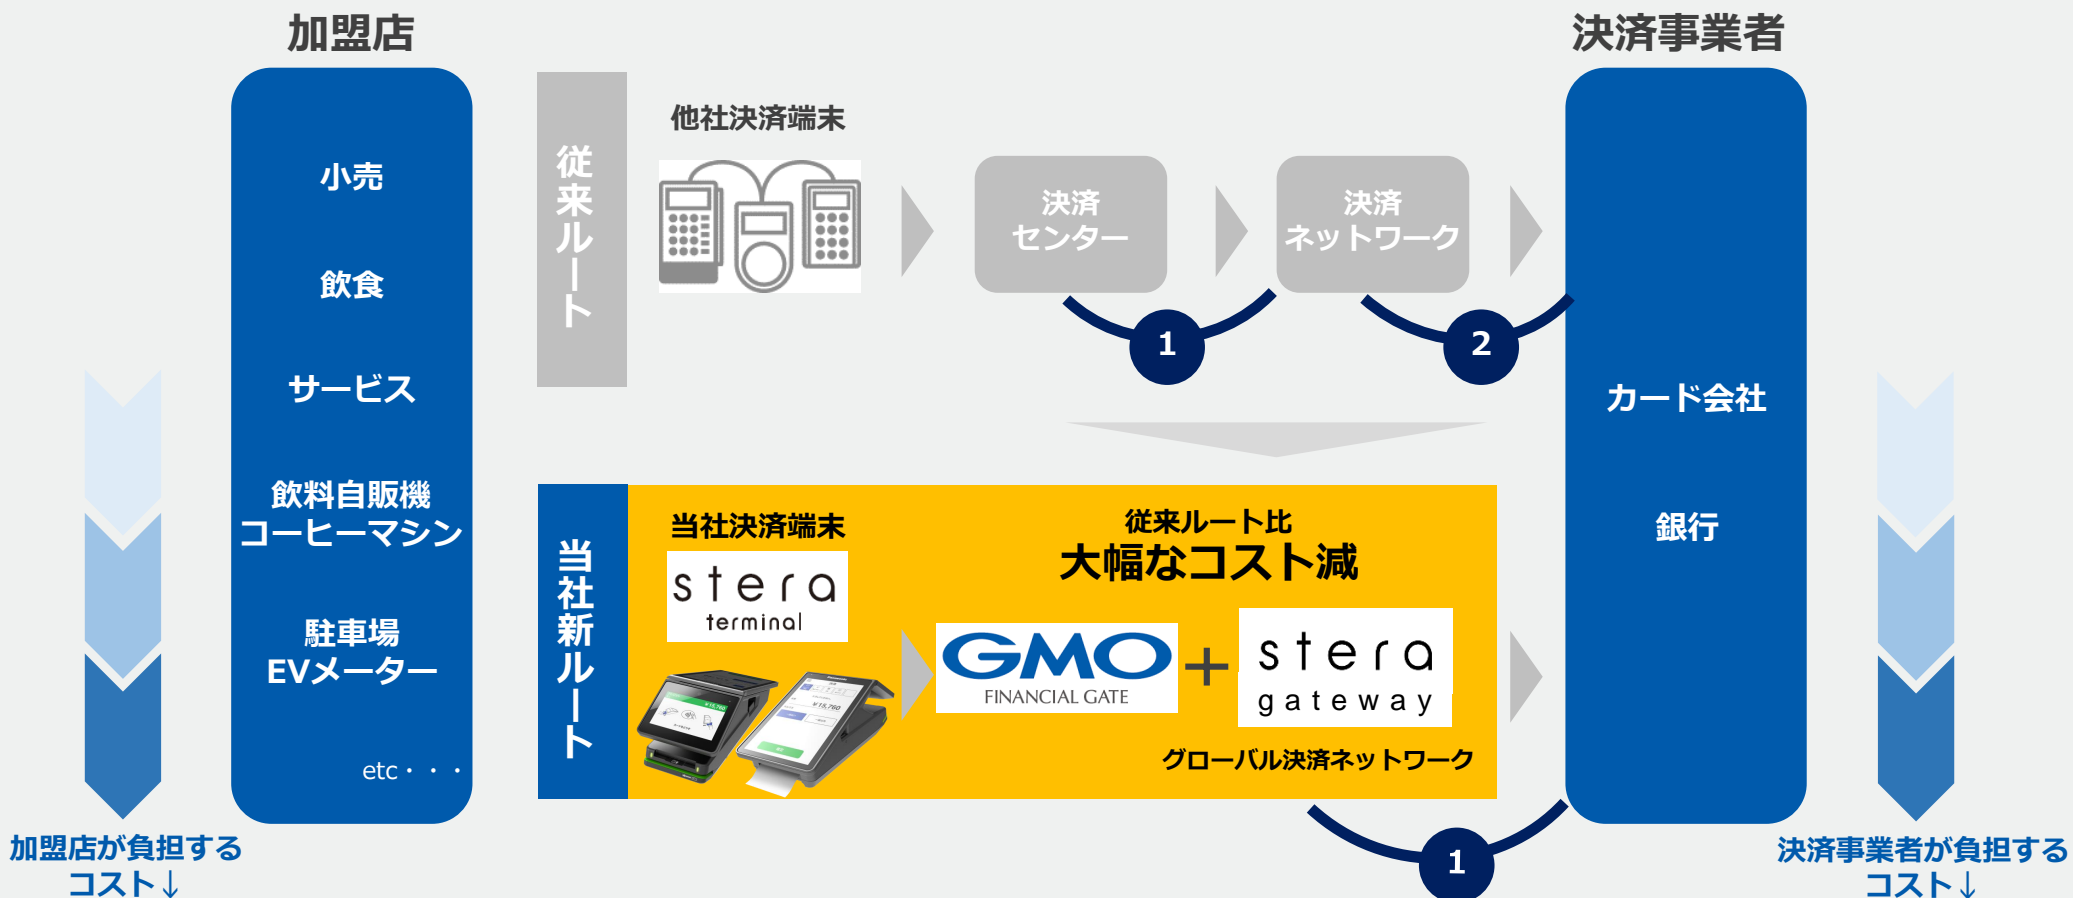 加盟店
決済事業者
小売
飲食
サービス
飲料自販機
コーヒーマシン
駐車場
EVメーター
etc・・・
従来ルート
他社決済端末
決済
センター
決済
ネットワーク
1
2
カード会社
銀行
当社新ルート
当社決済端末
stera
terminal
従来ルート比
大幅なコスト減
GMO
FINANCIAL GATE
+
stera
gateway
グローバル決済ネットワーク
¥15,760
¥15,760
1
加盟店が負担する
コスト↓
決済事業者が負担する
コスト↓